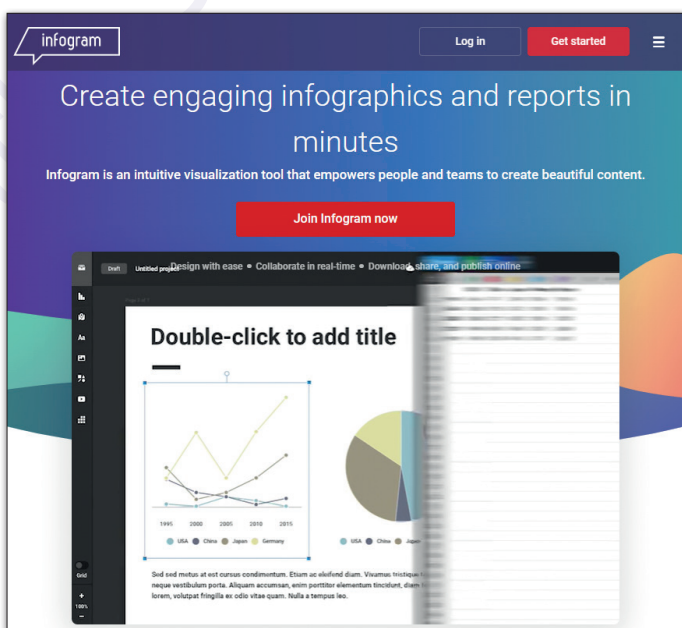 infogram
Log in
Get started
Create engaging infographics and reports in
minutes
Infogram is an intuitive visualization tool that empowers people and teams to create beautiful content.
Join Infogram now
Design with ease • Collaborate in real-time • Download, share, and publish online
Draft
Untitled project
Page 1 of 1
Aa
Double-click to add title
1995 2000 2005 2010 2015
USA China Japan Germany
USA China Japan
Grid
+
100%
−
Sed sed metus at est cursus condimentum. Etiam ac eleifend diam. Vivamus tristique
neque vestibulum porta. Aliquam accumsan, enim porttitor elementum tincidunt, diam
lorem, volutpat fringilla ex odio vitae quam. Nulla a tempus leo.